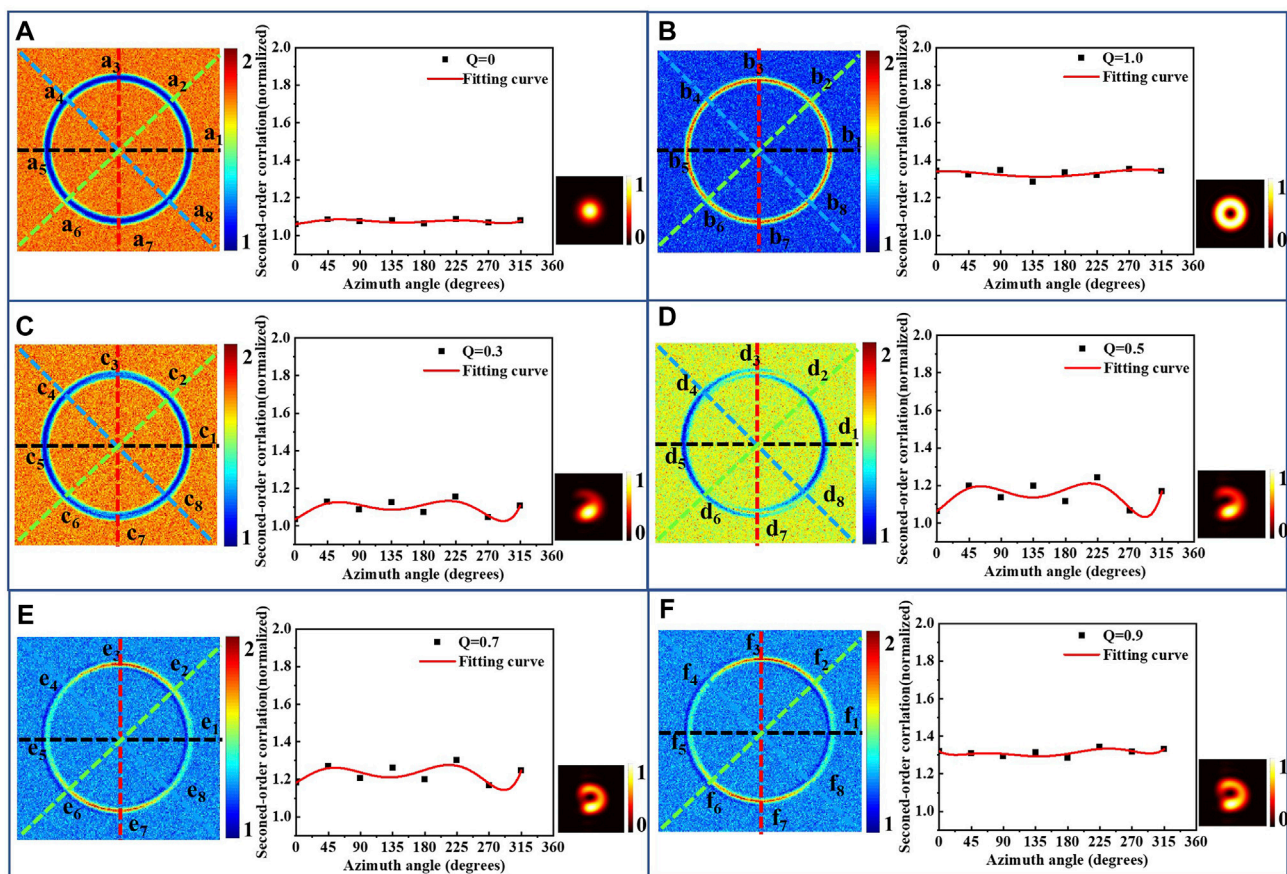 A
a3
a4
a2
a1
a5
a6
a8
a7
2
1
Seconed-order corrlation(normalized)
2.0
1.8
1.6
1.4
1.2
1.0
Q=0
Fitting curve
0 45 90 135 180 225 270 315 360
Azimuth angle (degrees)
1
0
B
b3
b4
b2
b1
b5
b6
b8
b7
2
1
Seconed-order corrlation(normalized)
2.0
1.8
1.6
1.4
1.2
1.0
Q=1.0
Fitting curve
0 45 90 135 180 225 270 315 360
Azimuth angle (degrees)
1
0
C
c3
c4
c2
c1
c5
c6
c8
c7
2
1
Seconed-order corrlation(normalized)
2.0
1.8
1.6
1.4
1.2
1.0
Q=0.3
Fitting curve
0 45 90 135 180 225 270 315 360
Azimuth angle (degrees)
1
0
D
d3
d4
d2
d1
d5
d6
d8
d7
2
1
Seconed-order corrlation(normalized)
2.0
1.8
1.6
1.4
1.2
1.0
Q=0.5
Fitting curve
0 45 90 135 180 225 270 315 360
Azimuth angle (degrees)
1
0
E
e3
e4
e2
e1
e5
e6
e8
e7
2
1
Seconed-order corrlation(normalized)
2.0
1.8
1.6
1.4
1.2
1.0
Q=0.7
Fitting curve
0 45 90 135 180 225 270 315 360
Azimuth angle (degrees)
1
0
F
f3
f4
f2
f1
f5
f6
f8
f7
2
1
Seconed-order corrlation(normalized)
2.0
1.8
1.6
1.4
1.2
1.0
Q=0.9
Fitting curve
0 45 90 135 180 225 270 315 360
Azimuth angle (degrees)
1
0